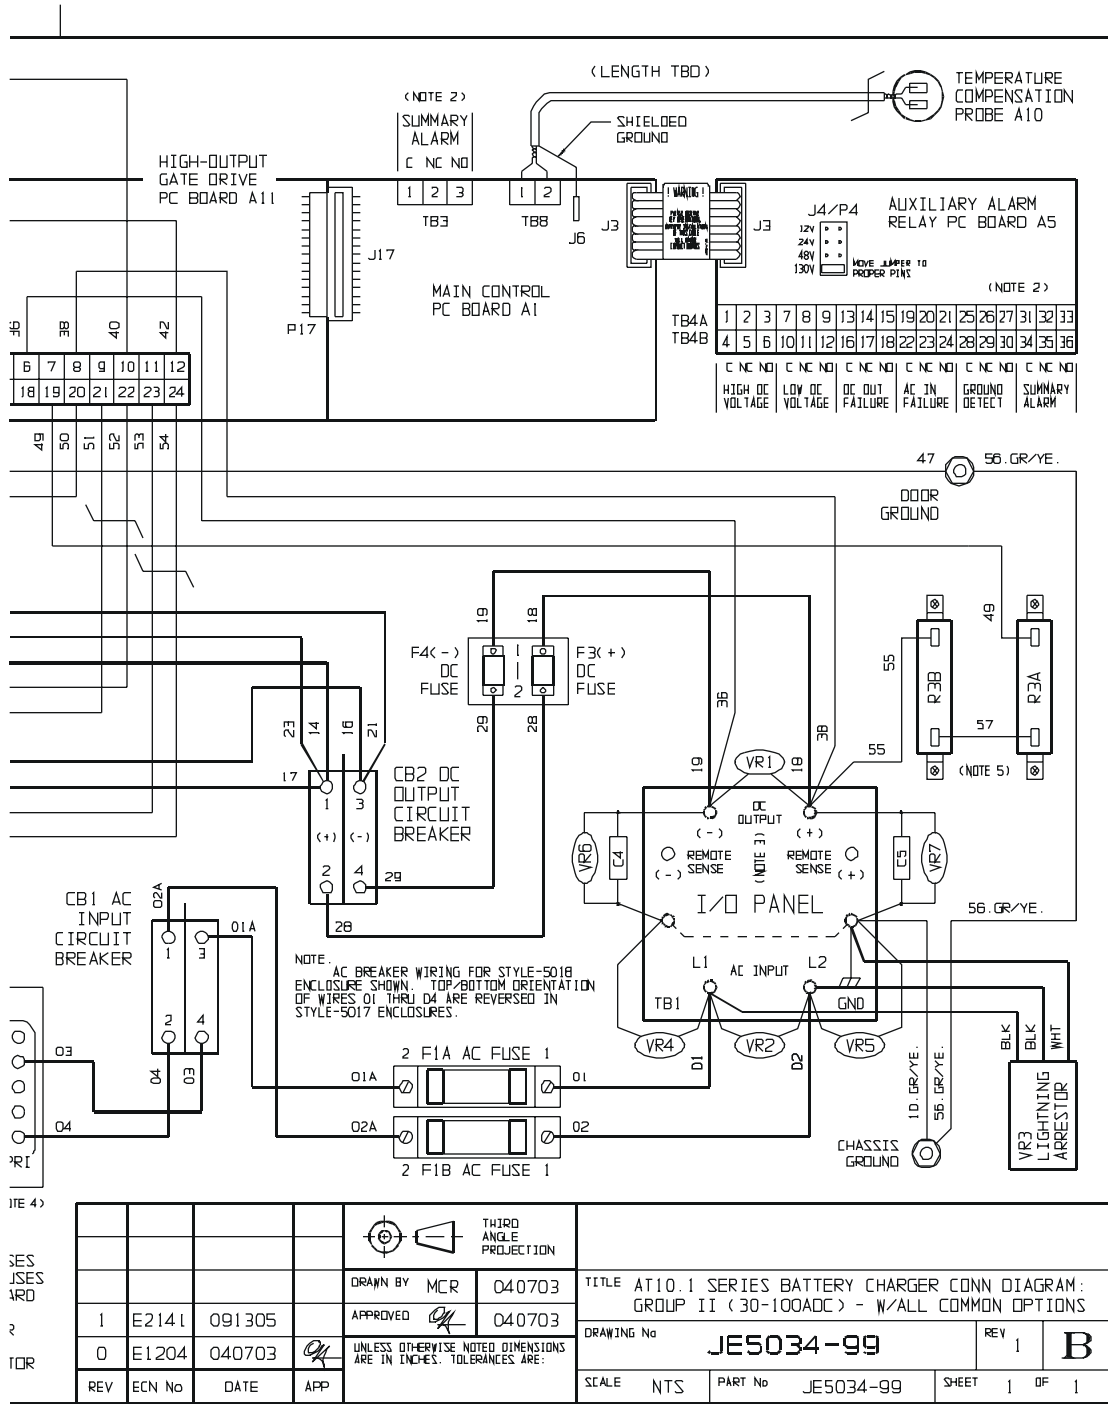 (LENGTH TBD)
TEMPERATURE
COMPENSATION
PROBE A10
(NOTE 2)
SUMMARY
ALARM
C NC NO
SHIELDED
GROUND
HIGH-OUTPUT
GATE DRIVE
PC BOARD A11
1 2 3
TB3
1 2
TB8
J6
J17
P17
MAIN CONTROL
PC BOARD A1
J3
! WARNING !
J3
J4/P4
12V
24V
48V
130V
MOVE JUMPER TO
PROPER PINS
AUXILIARY ALARM
RELAY PC BOARD A5
(NOTE 2)
TB4A
1 2 3 7 8 9 13 14 15 19 20 21 25 26 27 31 32 33
TB4B
4 5 6 10 11 12 16 17 18 22 23 24 28 29 30 34 35 36
C NC NO C NC NO C NC NO C NC NO C NC NO C NC NO
HIGH DC
VOLTAGE
LOW DC
VOLTAGE
DC OUT
FAILURE
AC IN
FAILURE
GROUND
DETECT
SUMMARY
ALARM
36 38 40 42
6 7 8 9 10 11 12
18 19 20 21 22 23 24
49 50 51 52 53 54
47
56.GR/YE.
DOOR
GROUND
19 18
F4(-)
DC
FUSE
1
2
F3(+)
DC
FUSE
29 28
55
R3B
49
R3A
57
(NOTE 5)
36
38
55
23 14 16 21
17
CB2 DC
OUTPUT
CIRCUIT
BREAKER
1 3
(+) (-)
2 4
29
28
19
VR1
18
DC
OUTPUT
(-) (+)
(NOTE 3)
REMOTE
SENSE
(-)
REMOTE
SENSE
(+)
VR6
C4
C5
VR7
I/O PANEL
56.GR/YE.
L1
AC INPUT
L2
TB1
GND
VR4
VR2
VR5
D1
D2
CB1 AC
INPUT
CIRCUIT
BREAKER
02A
01A
1 3
2 4
NOTE.
AC BREAKER WIRING FOR STYLE-5018
ENCLOSURE SHOWN. TOP/BOTTOM ORIENTATION
OF WIRES 01 THRU 04 ARE REVERSED IN
STYLE-5017 ENCLOSURES.
03
04
04
03
PRI
2 F1A AC FUSE 1
01A
01
02A
02
2 F1B AC FUSE 1
10.GR/YE.
56.GR/YE.
CHASSIS
GROUND
BLK
BLK
WHT
VR3
LIGHTNING
ARRESTOR
THIRD
ANGLE
PROJECTION
DRAWN BY MCR 040703
APPROVED 040703
UNLESS OTHERWISE NOTED DIMENSIONS
ARE IN INCHES. TOLERANCES ARE:
1 E2141 091305
0 E1204 040703
REV ECN No DATE APP
TITLE AT10.1 SERIES BATTERY CHARGER CONN DIAGRAM:
GROUP II (30-100ADC) - W/ALL COMMON OPTIONS
DRAWING No JE5034-99
REV 1
B
SCALE NTS
PART No JE5034-99
SHEET 1 OF 1